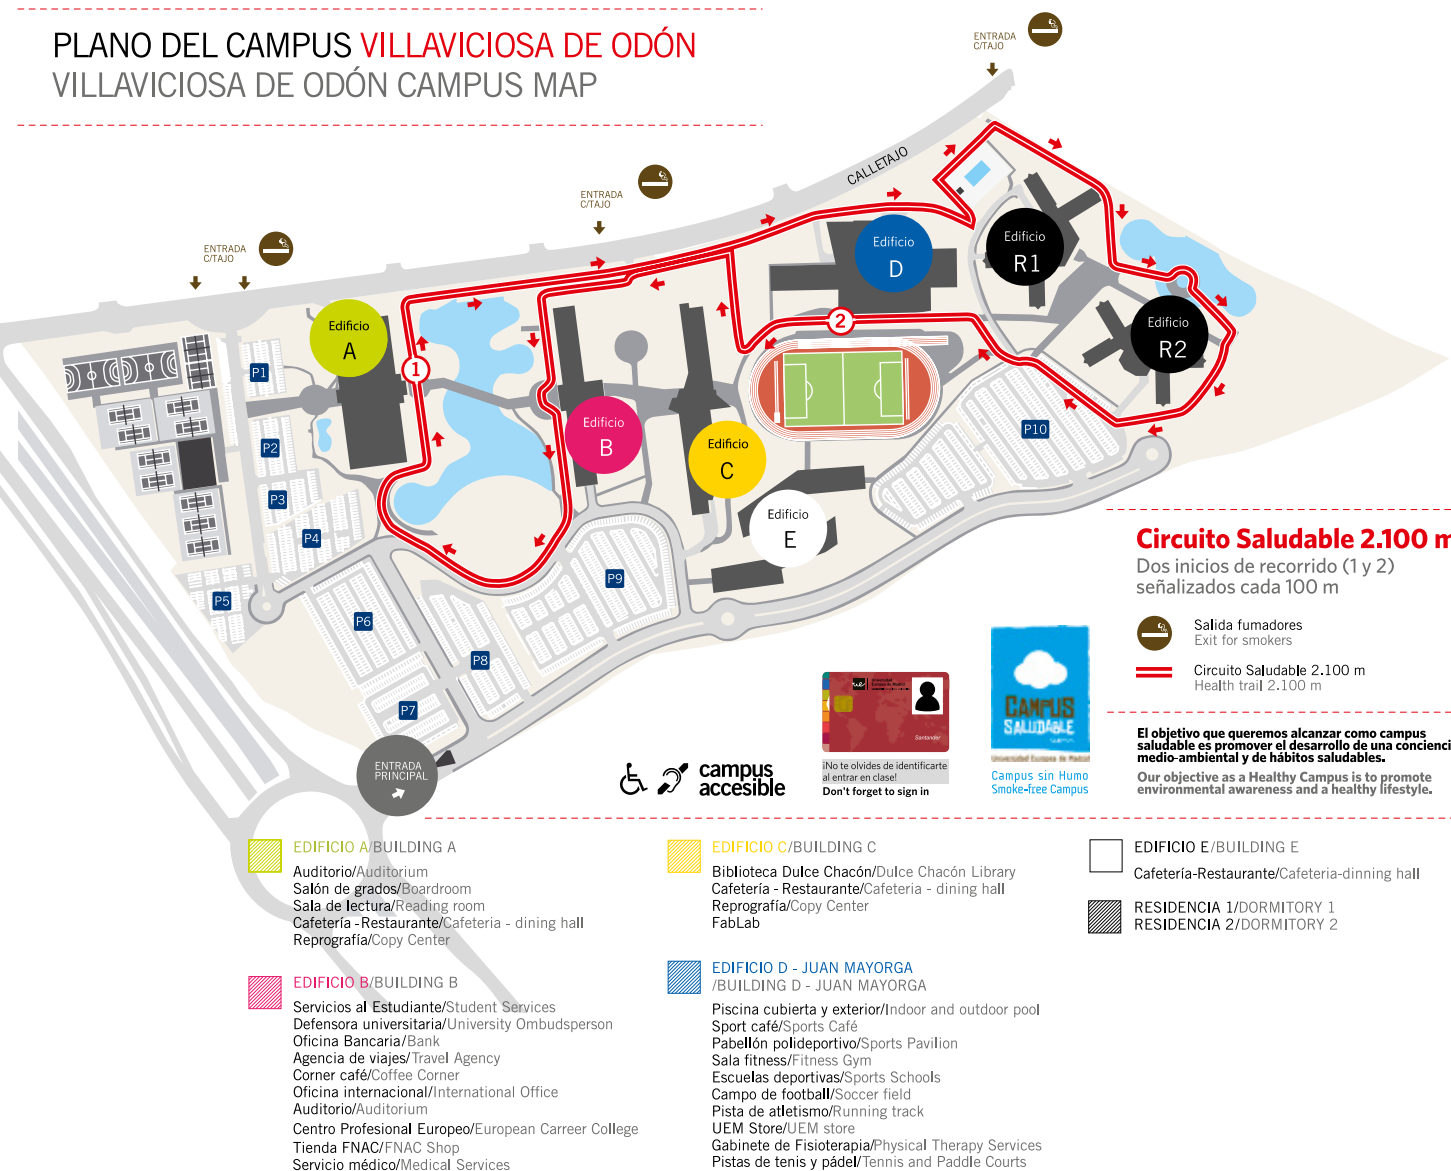 PLANO DEL CAMPUS VILLAVICIOSA DE ODÓN
VILLAVICIOSA DE ODÓN CAMPUS MAP
ENTRADA
C/TAJO
ENTRADA
C/TAJO
ENTRADA
C/TAJO
CALLETAJO
Edificio
A
Edificio
B
Edificio
C
Edificio
D
Edificio
E
Edificio
R1
Edificio
R2
1
2
P1
P2
P3
P4
P5
P6
P7
P8
P9
P10
ENTRADA
PRINCIPAL
Circuito Saludable 2.100 m
Dos inicios de recorrido (1 y 2)
señalizados cada 100 m
Salida fumadores
Exit for smokers
Circuito Saludable 2.100 m
Health trail 2.100 m
El objetivo que queremos alcanzar como campus
saludable es promover el desarrollo de una concienci
medio-ambiental y de hábitos saludables.
Our objective as a Healthy Campus is to promote
environmental awareness and a healthy lifestyle.
campus
accesible
Santander
¡No te olvides de identificarte
al entrar en clase!
Don't forget to sign in
CAMPUS
SALUDABLE
Universidad Europea de Madrid
Campus sin Humo
Smoke-free Campus
EDIFICIO A/BUILDING A
Auditorio/Auditorium
Salón de grados/Boardroom
Sala de lectura/Reading room
Cafetería - Restaurante/Cafeteria - dining hall
Reprografía/Copy Center
EDIFICIO B/BUILDING B
Servicios al Estudiante/Student Services
Defensora universitaria/University Ombudsperson
Oficina Bancaria/Bank
Agencia de viajes/Travel Agency
Corner café/Coffee Corner
Oficina internacional/International Office
Auditorio/Auditorium
Centro Profesional Europeo/European Carreer College
Tienda FNAC/FNAC Shop
Servicio médico/Medical Services
EDIFICIO C/BUILDING C
Biblioteca Dulce Chacón/Dulce Chacón Library
Cafetería - Restaurante/Cafeteria - dining hall
Reprografía/Copy Center
FabLab
EDIFICIO D - JUAN MAYORGA
/BUILDING D - JUAN MAYORGA
Piscina cubierta y exterior/Indoor and outdoor pool
Sport café/Sports Café
Pabellón polideportivo/Sports Pavilion
Sala fitness/Fitness Gym
Escuelas deportivas/Sports Schools
Campo de football/Soccer field
Pista de atletismo/Running track
UEM Store/UEM store
Gabinete de Fisioterapia/Physical Therapy Services
Pistas de tenis y pádel/Tennis and Paddle Courts
EDIFICIO E/BUILDING E
Cafetería-Restaurante/Cafeteria-dinning hall
RESIDENCIA 1/DORMITORY 1
RESIDENCIA 2/DORMITORY 2